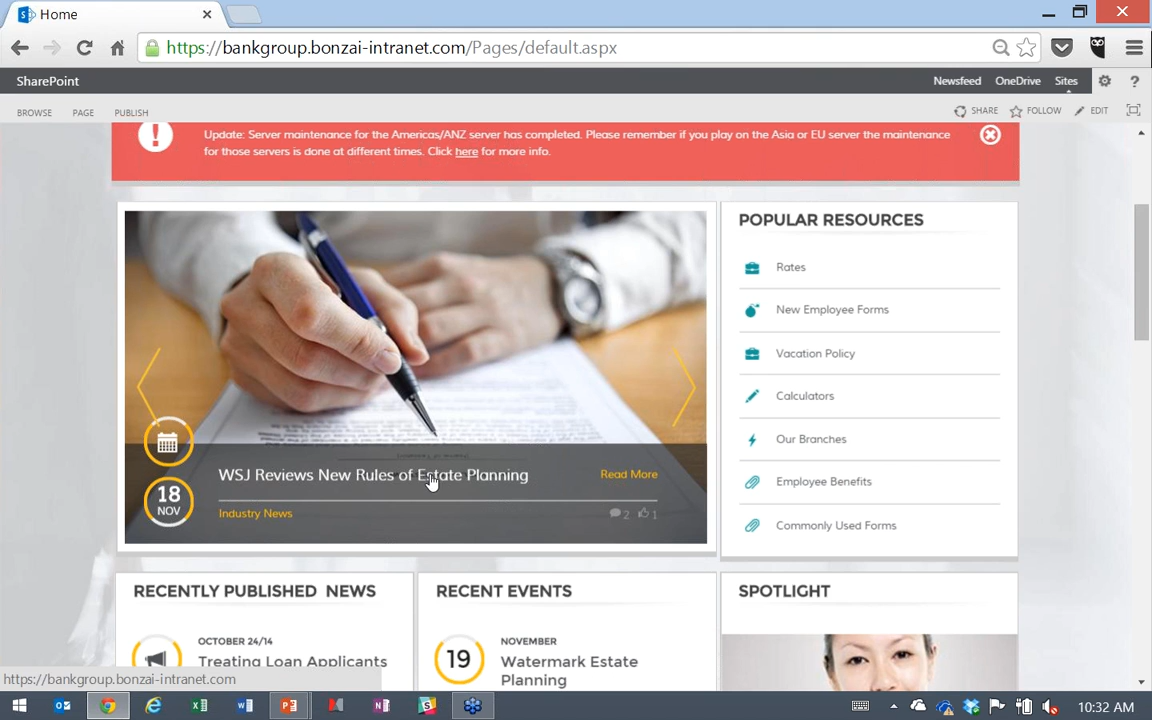 Home
https://bankgroup.bonzai-intranet.com/Pages/default.aspx
SharePoint
Newsfeed OneDrive Sites ?
BROWSE PAGE PUBLISH
SHARE FOLLOW EDIT
Update: Server maintenance for the Americas/ANZ server has completed. Please remember if you play on the Asia or EU server the maintenance
for those servers is done at different times. Click here for more info.
WSJ Reviews New Rules of Estate Planning
Read More
18
NOV
Industry News
2 1
POPULAR RESOURCES
Rates
New Employee Forms
Vacation Policy
Calculators
Our Branches
Employee Benefits
Commonly Used Forms
RECENTLY PUBLISHED NEWS
OCTOBER 24/14
Treating Loan Applicants
RECENT EVENTS
19
NOVEMBER
Watermark Estate
Planning
SPOTLIGHT
https://bankgroup.bonzai-intranet.com
10:32 AM